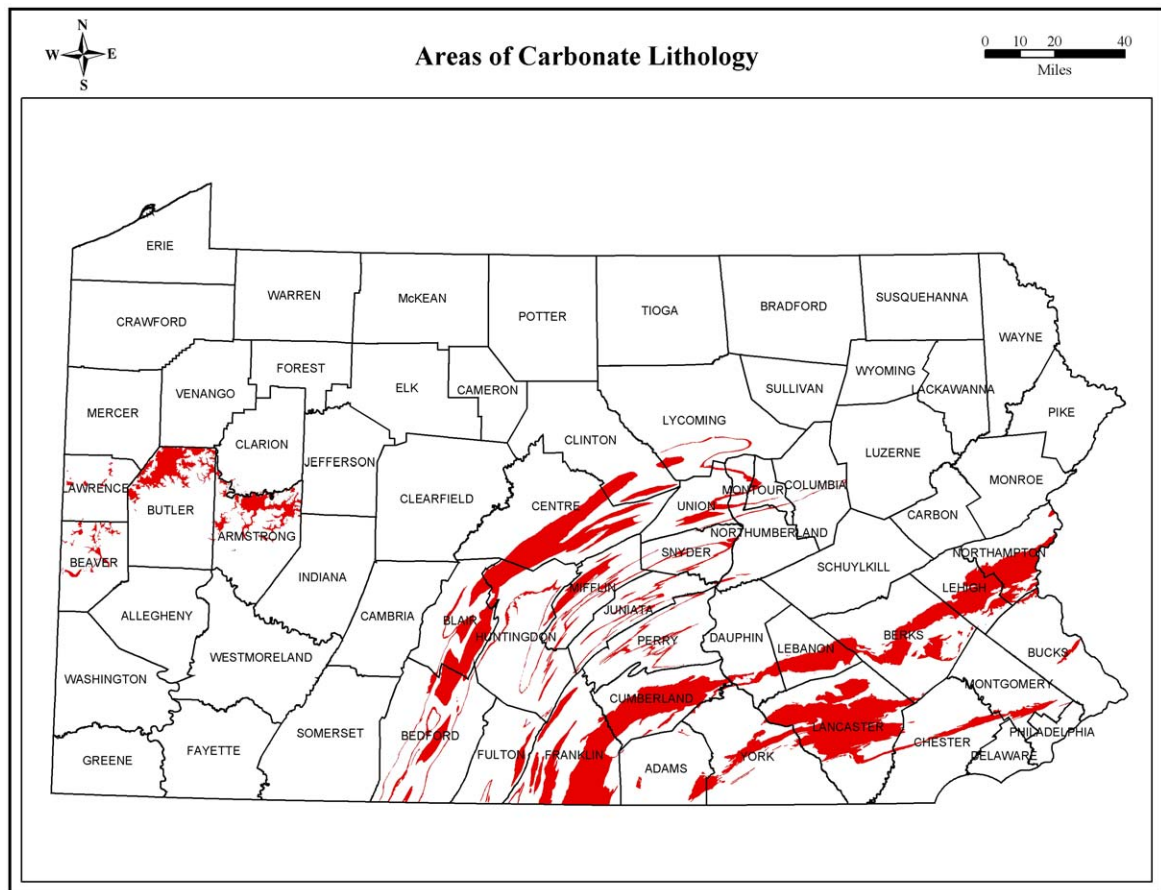 N
W E
S
Areas of Carbonate Lithology
0 10 20 40
Miles
ERIE
WARREN
McKEAN
POTTER
TIOGA
BRADFORD
SUSQUEHANNA
WAYNE
CRAWFORD
FOREST
ELK
CAMERON
SULLIVAN
WYOMING
LACKAWANNA
PIKE
VENANGO
MERCER
LYCOMING
CLINTON
CLARION
JEFFERSON
LUZERNE
MONROE
CLEARFIELD
LAWRENCE
BUTLER
CENTRE
UNION
MONTOUR
COLUMBIA
CARBON
ARMSTRONG
NORTHUMBERLAND
BEAVER
SNYDER
NORTHAMPTON
INDIANA
MIFFLIN
SCHUYLKILL
LEHIGH
ALLEGHENY
CAMBRIA
BLAIR
HUNTINGDON
JUNIATA
PERRY
DAUPHIN
LEBANON
BERKS
BUCKS
WESTMORELAND
WASHINGTON
CUMBERLAND
MONTGOMERY
SOMERSET
BEDFORD
FULTON
FRANKLIN
LANCASTER
PHILADELPHIA
GREENE
FAYETTE
ADAMS
YORK
CHESTER
DELAWARE